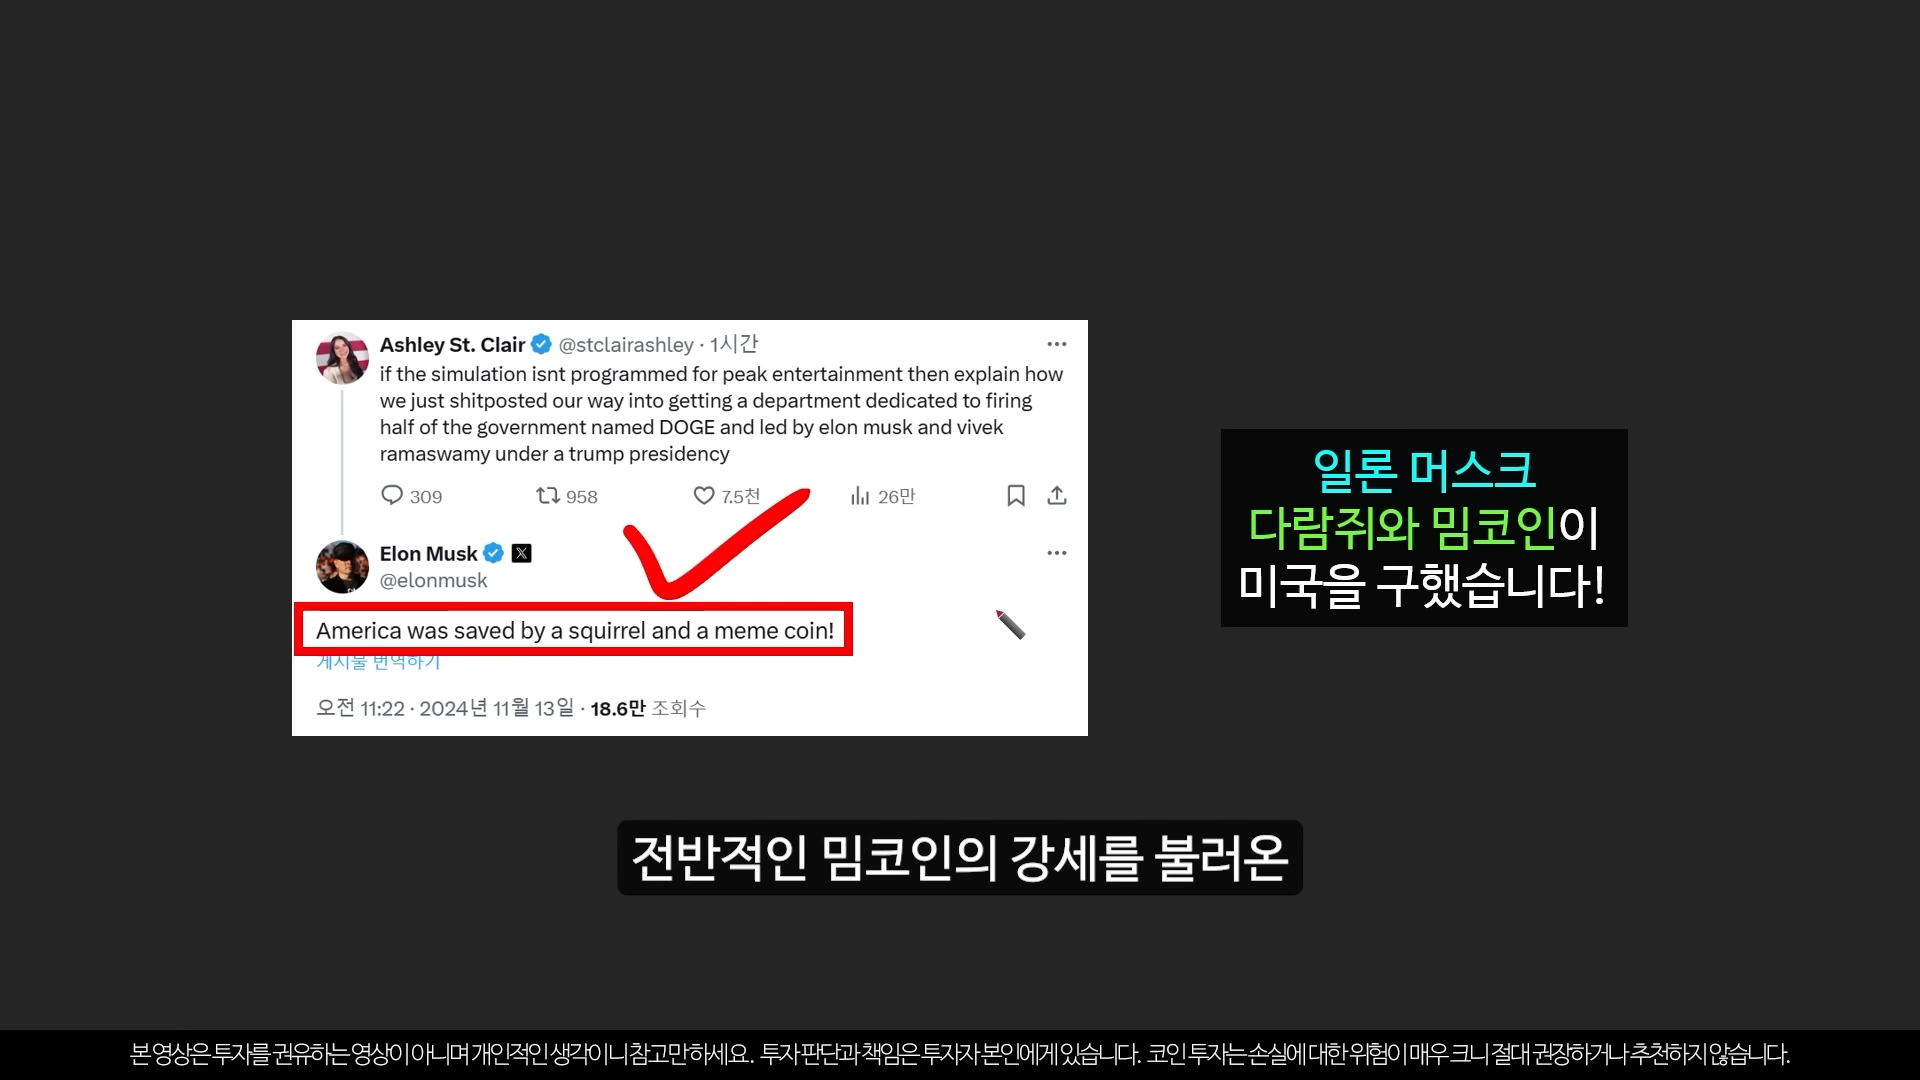 Ashley St. Clair @stclairashley · 1시간
if the simulation isnt programmed for peak entertainment then explain how
we just shitposted our way into getting a department dedicated to firing
half of the government named DOGE and led by elon musk and vivek
ramaswamy under a trump presidency
309 958 7.5천 26만
Elon Musk
@elonmusk
America was saved by a squirrel and a meme coin!
게시물 번역하기
오전 11:22 · 2024년 11월 13일 · 18.6만 조회수
일론 머스크
다람쥐와 밈코인이
미국을 구했습니다!
전반적인 밈코인의 강세를 불러온
본 영상은 투자를 권유하는 영상이 아니며 개인적인 생각이니 참고만 하세요. 투자 판단과 책임은 투자자 본인에게 있습니다. 코인 투자는 손실에 대한 위험이 매우 크니 절대 권장하거나 추천하지 않습니다.